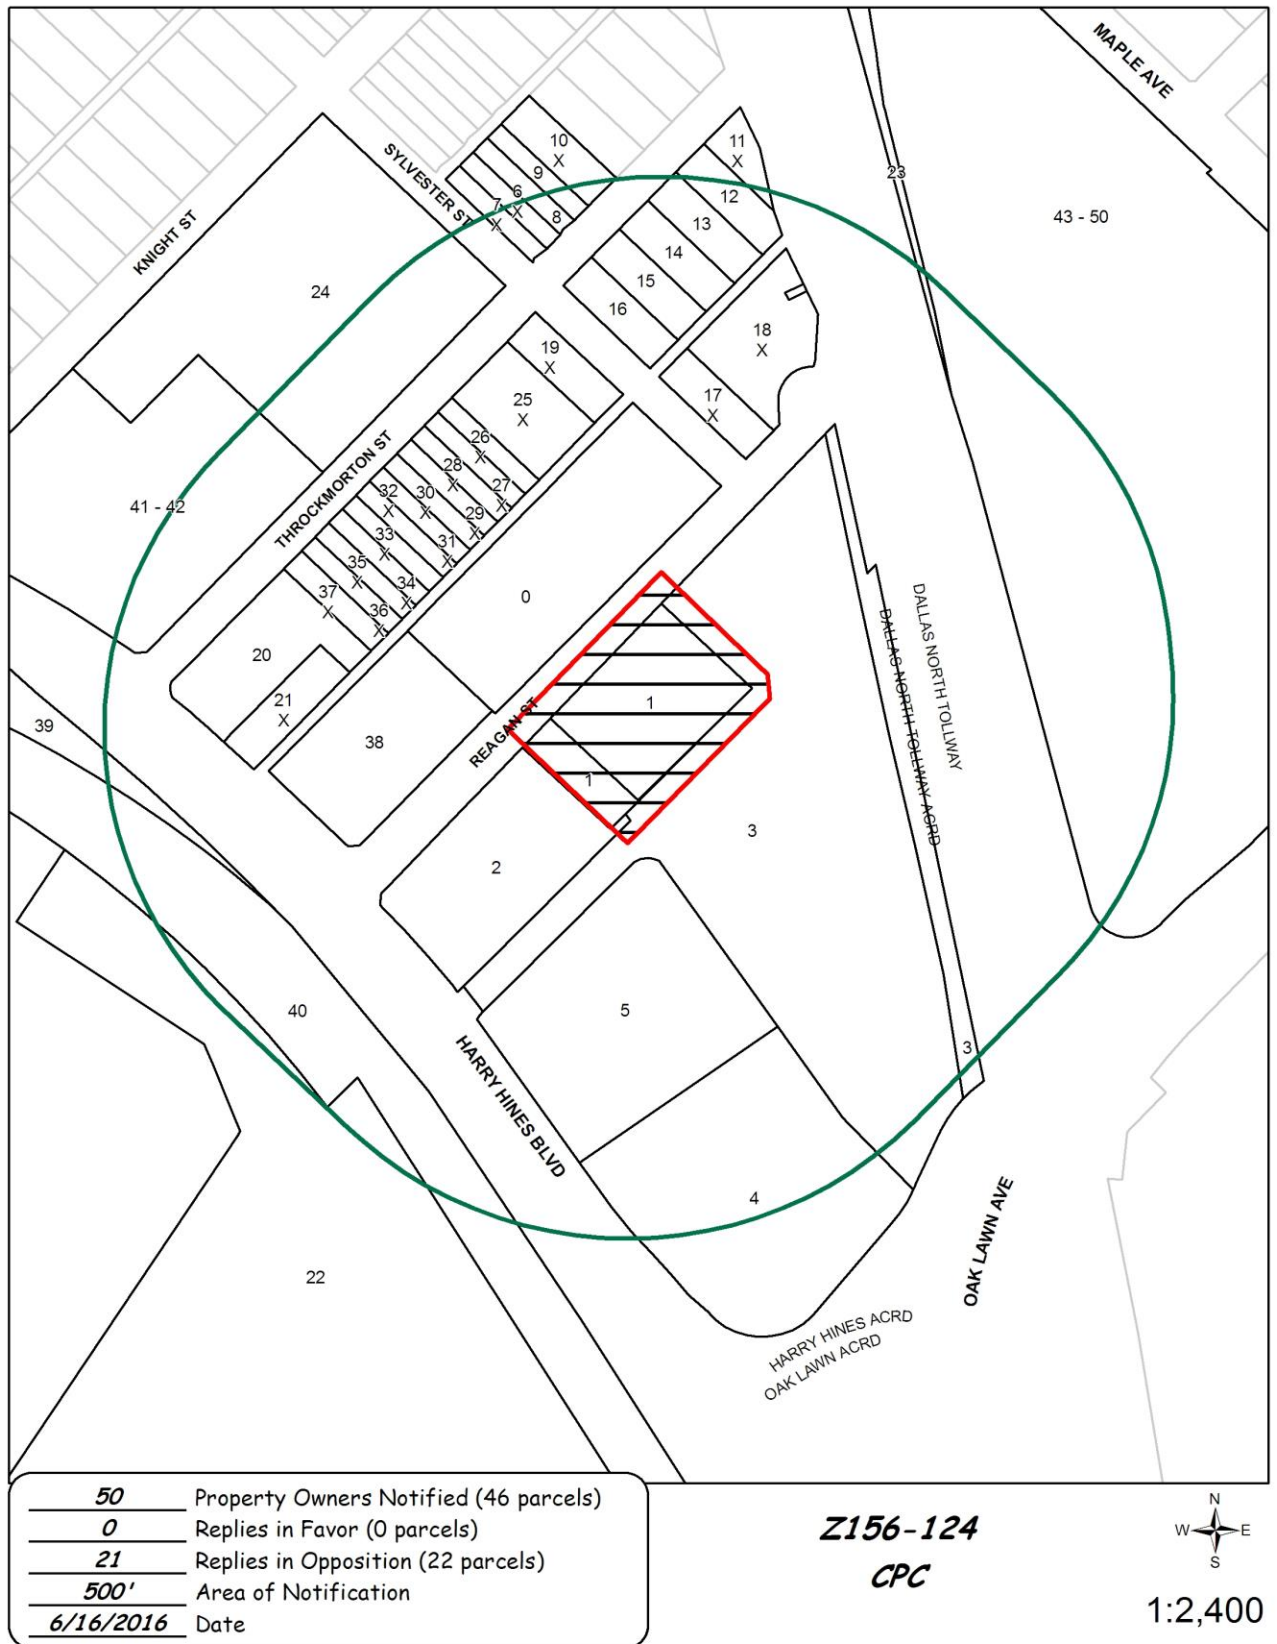 MAPLE AVE
10
X
11
X
SYLVESTER ST
9
23
6
X
7
X
12
KNIGHT ST
8
13
43 - 50
14
15
24
16
18
X
19
X
17
X
25
X
26
X
THROCKMORTON ST
28
X
27
X
32
X
30
X
41 - 42
29
X
33
X
31
X
35
X
34
X
37
X
36
X
0
DALLAS NORTH TOLLWAY
DALLAS NORTH TOLLWAY ACRD
20
21
X
1
39
38
REAGAN ST
1
3
2
40
5
HARRY HINES BLVD
3
4
OAK LAWN AVE
22
HARRY HINES ACRD
OAK LAWN ACRD
50 Property Owners Notified (46 parcels)
0 Replies in Favor (0 parcels)
21 Replies in Opposition (22 parcels)
500' Area of Notification
6/16/2016 Date
Z156-124
CPC
N
W E
S
1:2,400